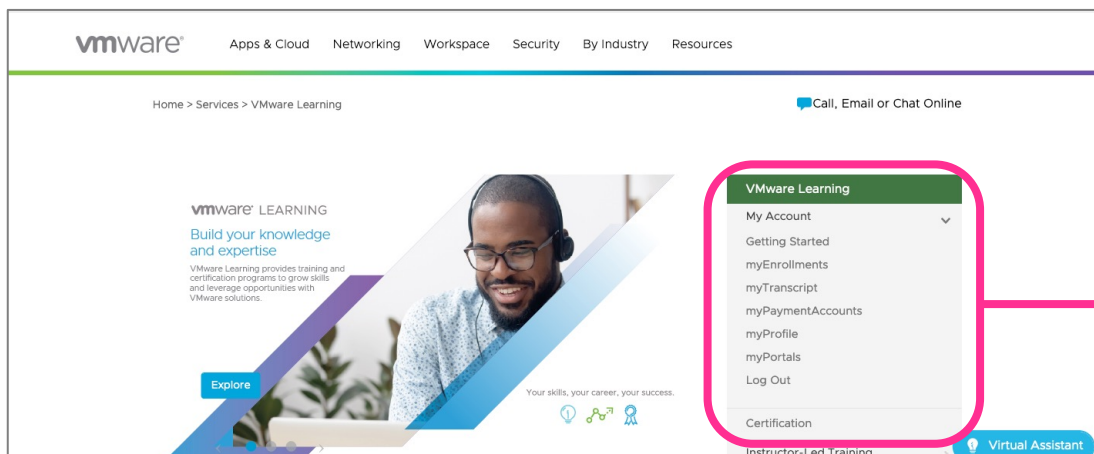 vmware®
Apps & Cloud Networking Workspace Security By Industry Resources
Home > Services > VMware Learning
Call, Email or Chat Online
vmware® LEARNING
Build your knowledge
and expertise
VMware Learning provides training and
certification programs to grow skills
and leverage opportunities with
VMware solutions.
Explore
Your skills, your career, your success.
VMware Learning
My Account
Getting Started
myEnrollments
myTranscript
myPaymentAccounts
myProfile
myPortals
Log Out
Certification
Instructor-Led Training
Virtual Assistant